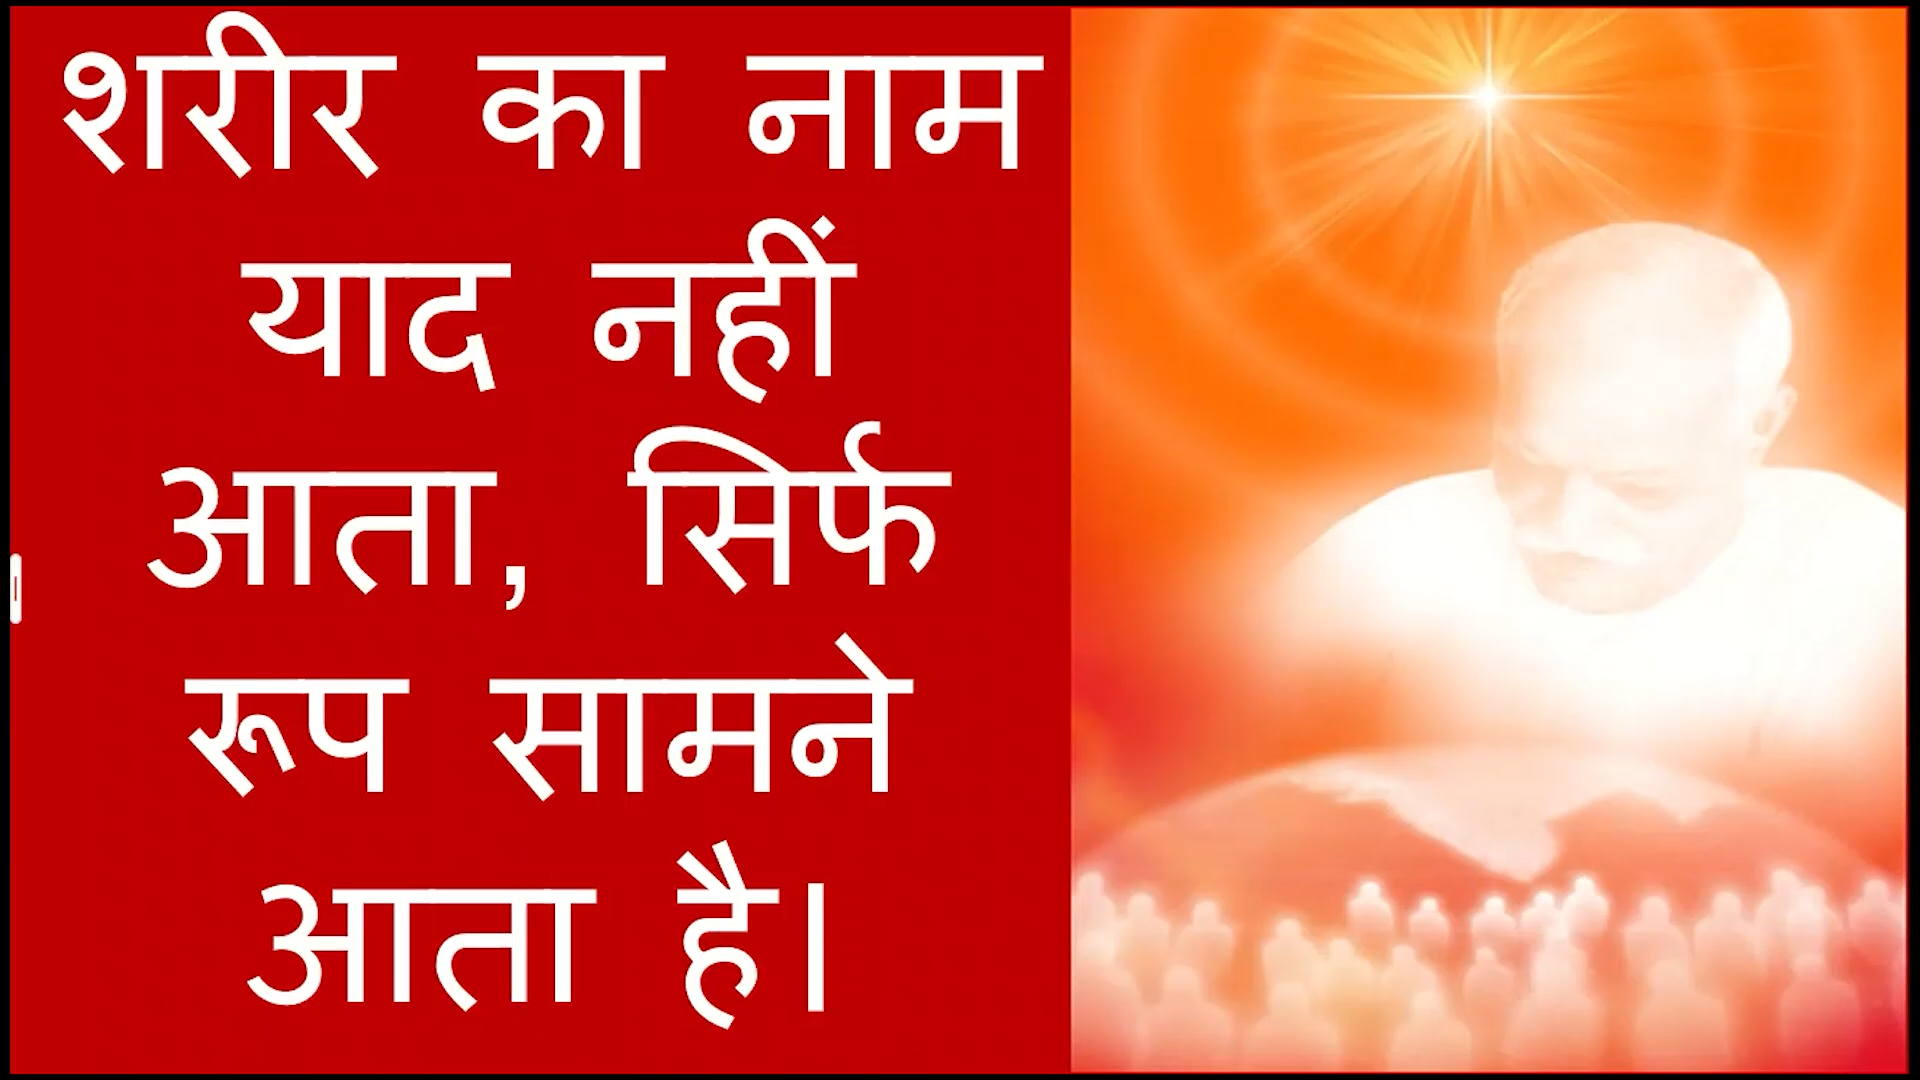 शरीर का नाम
याद नहीं
आता, सिर्फ
रूप सामने
आता है।